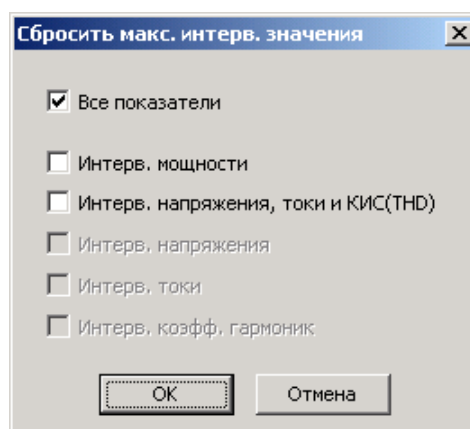 Сбросить макс. интерв. значения
Все показатели
Интерв. мощности
Интерв. напряжения, токи и КИС(THD)
Интерв. напряжения
Интерв. токи
Интерв. коэфф. гармоник
OK Отмена